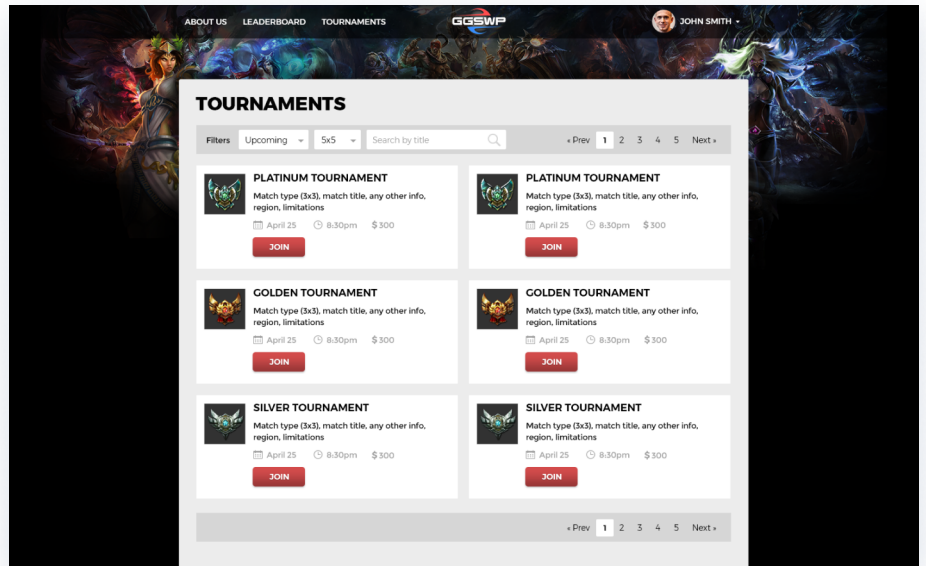 ABOUT US LEADERBOARD TOURNAMENTS GGSWP JOHN SMITH
TOURNAMENTS
Filters Upcoming 5x5 Search by title « Prev 1 2 3 4 5 Next »
PLATINUM TOURNAMENT
Match type (3x3), match title, any other info,
region, limitations
April 25 8:30pm $300
JOIN
PLATINUM TOURNAMENT
Match type (3x3), match title, any other info,
region, limitations
April 25 8:30pm $300
JOIN
GOLDEN TOURNAMENT
Match type (3x3), match title, any other info,
region, limitations
April 25 8:30pm $300
JOIN
GOLDEN TOURNAMENT
Match type (3x3), match title, any other info,
region, limitations
April 25 8:30pm $300
JOIN
SILVER TOURNAMENT
Match type (3x3), match title, any other info,
region, limitations
April 25 8:30pm $300
JOIN
SILVER TOURNAMENT
Match type (3x3), match title, any other info,
region, limitations
April 25 8:30pm $300
JOIN
« Prev 1 2 3 4 5 Next »